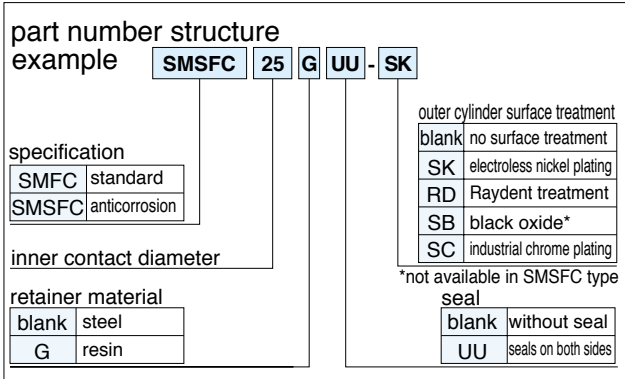 part number structure
example SMSFC 25 G UU - SK
outer cylinder surface treatment
blank no surface treatment
SK electroless nickel plating
RD Raydent treatment
SB black oxide*
SC industrial chrome plating
*not available in SMSFC type
specification
SMFC standard
SMSFC anticorrosion
inner contact diameter
retainer material
blank steel
G resin
seal
blank without seal
UU seals on both sides